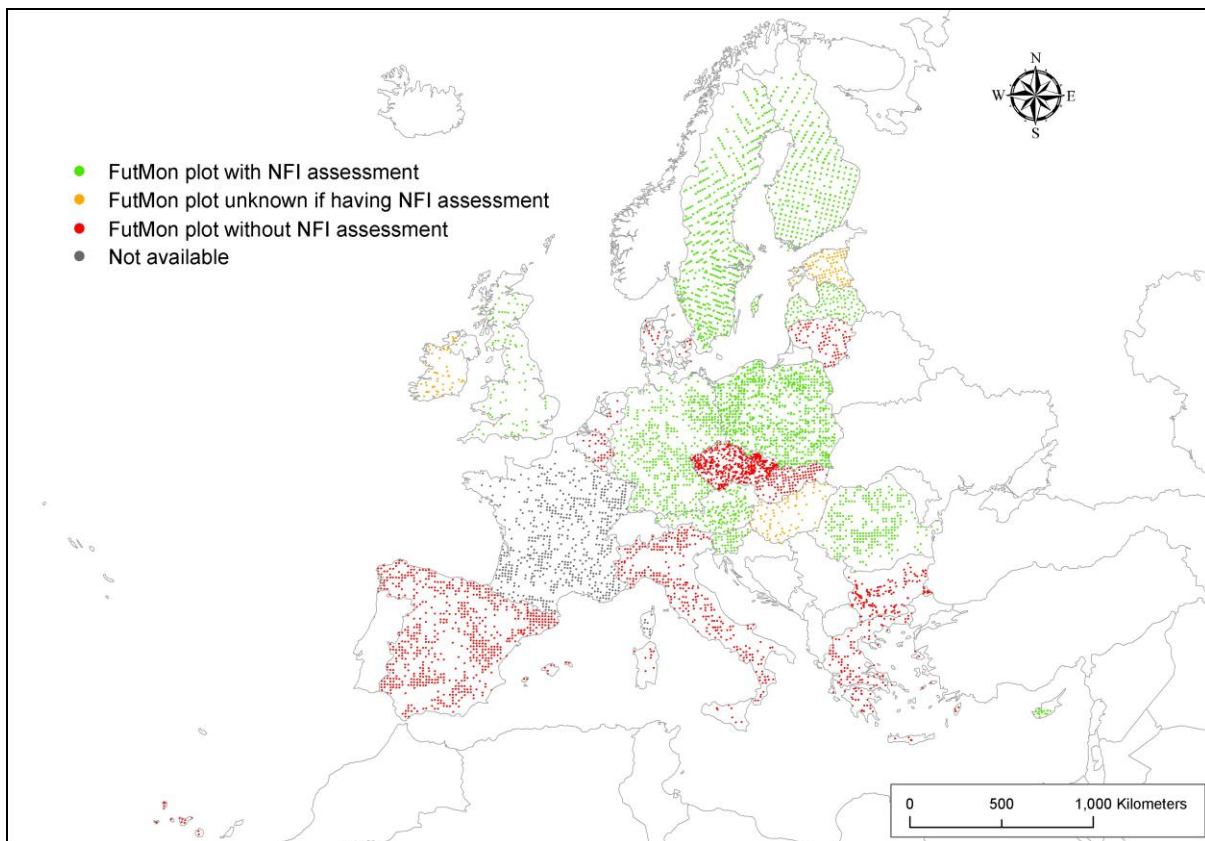 N
W E
S
FutMon plot with NFI assessment
FutMon plot unknown if having NFI assessment
FutMon plot without NFI assessment
Not available
0 500 1,000 Kilometers